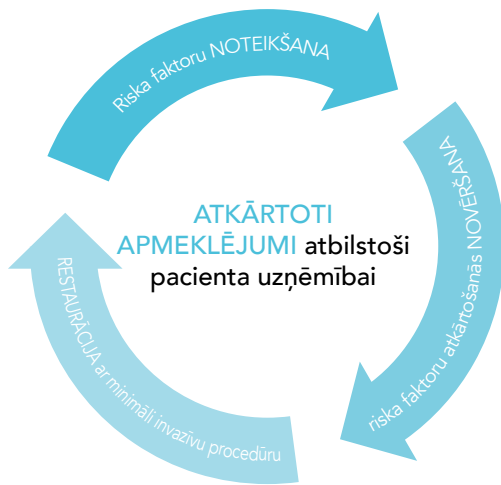 Riska faktoru NOTEIKŠANA
riska faktoru atkārtošanās NOVĒRŠANA
RESTAURĀCIJA ar minimāli invazīvu procedūru
ATKĀRTOTI
APMEKLĒJUMI atbilstoši
pacienta uzņēmībai